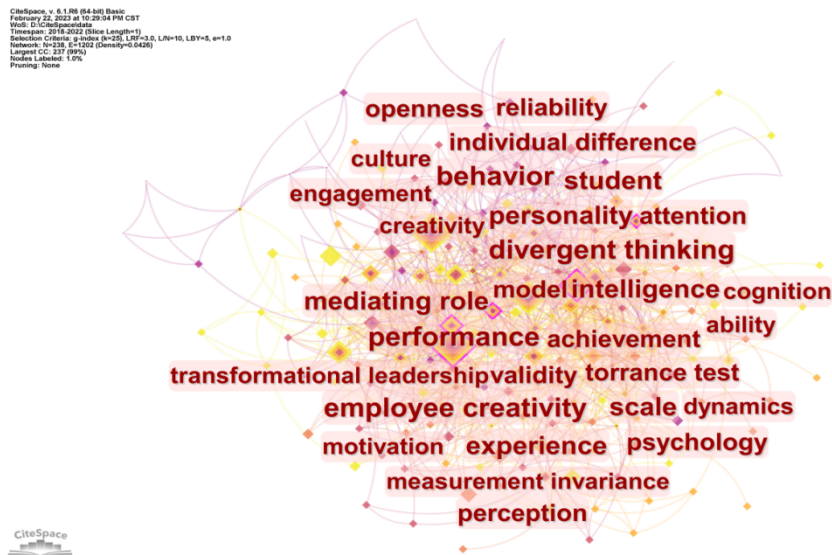 CiteSpace, v. 6.1.R6 (64-bit) Basic
February 22, 2023 at 10:29:04 PM CST
WoS: D:\CiteSpace\data
Timespan: 2018-2022 (Slice Length=1)
Selection Criteria: g-index (k=25), LRF=3.0, L/N=10, LBY=5, e=1.0
Network: N=238, E=1202 (Density=0.0426)
Largest CC: 237 (99%)
Nodes Labeled: 1.0%
Pruning: None
openness reliability
individual difference
culture
behavior student
engagement
creativity personality attention
divergent thinking
model intelligence cognition
mediating role
performance achievement ability
transformational leadership validity torrance test
employee creativity scale dynamics
motivation experience psychology
measurement invariance
perception
CiteSpace